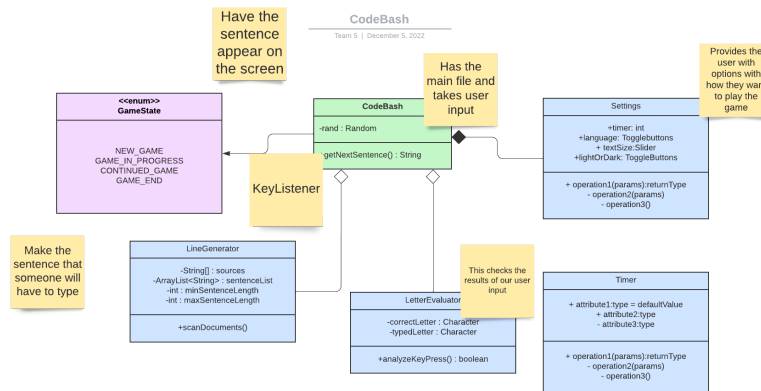 CodeBash
Team 5 | December 5, 2022
Have the
sentence
appear on
the screen
Has the
main file and
takes user
input
Provides the
user with
options with
how they want
to play the
game
<<enum>>
GameState
NEW_GAME
GAME_IN_PROGRESS
CONTINUED_GAME
GAME_END
CodeBash
-rand : Random
getNextSentence() : String
KeyListener
Settings
+timer: int
+language: Togglebuttons
+ textSize:Slider
+lightOrDark: ToggleButtons
+ operation1(params):returnType
- operation2(params)
- operation3()
Make the
sentence that
someone will
have to type
LineGenerator
-String[] : sources
-ArrayList<String> : sentenceList
-int : minSentenceLength
-int : maxSentenceLength
+scanDocuments()
This checks the
results of our user
input
LetterEvaluator
-correctLetter : Character
-typedLetter : Character
+analyzeKeyPress() : boolean
Timer
+ attribute1:type = defaultValue
+ attribute2:type
- attribute3:type
+ operation1(params):returnType
- operation2(params)
- operation3()